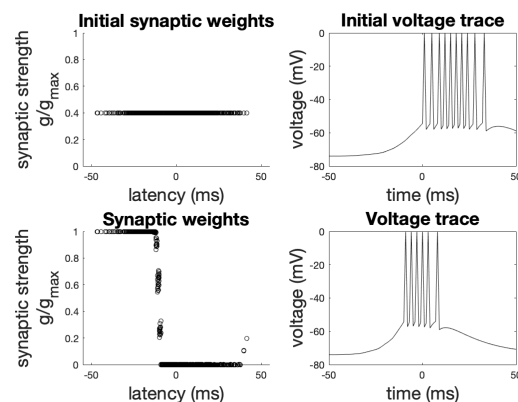 Initial synaptic weights
synaptic strength
g/gmax
1
0.8
0.6
0.4
0.2
0
-50
0
50
latency (ms)
Initial voltage trace
voltage (mV)
0
-20
-40
-60
-80
-50
0
50
time (ms)
Synaptic weights
synaptic strength
g/gmax
1
0.8
0.6
0.4
0.2
0
-50
0
50
latency (ms)
Voltage trace
voltage (mV)
0
-20
-40
-60
-80
-50
0
50
time (ms)